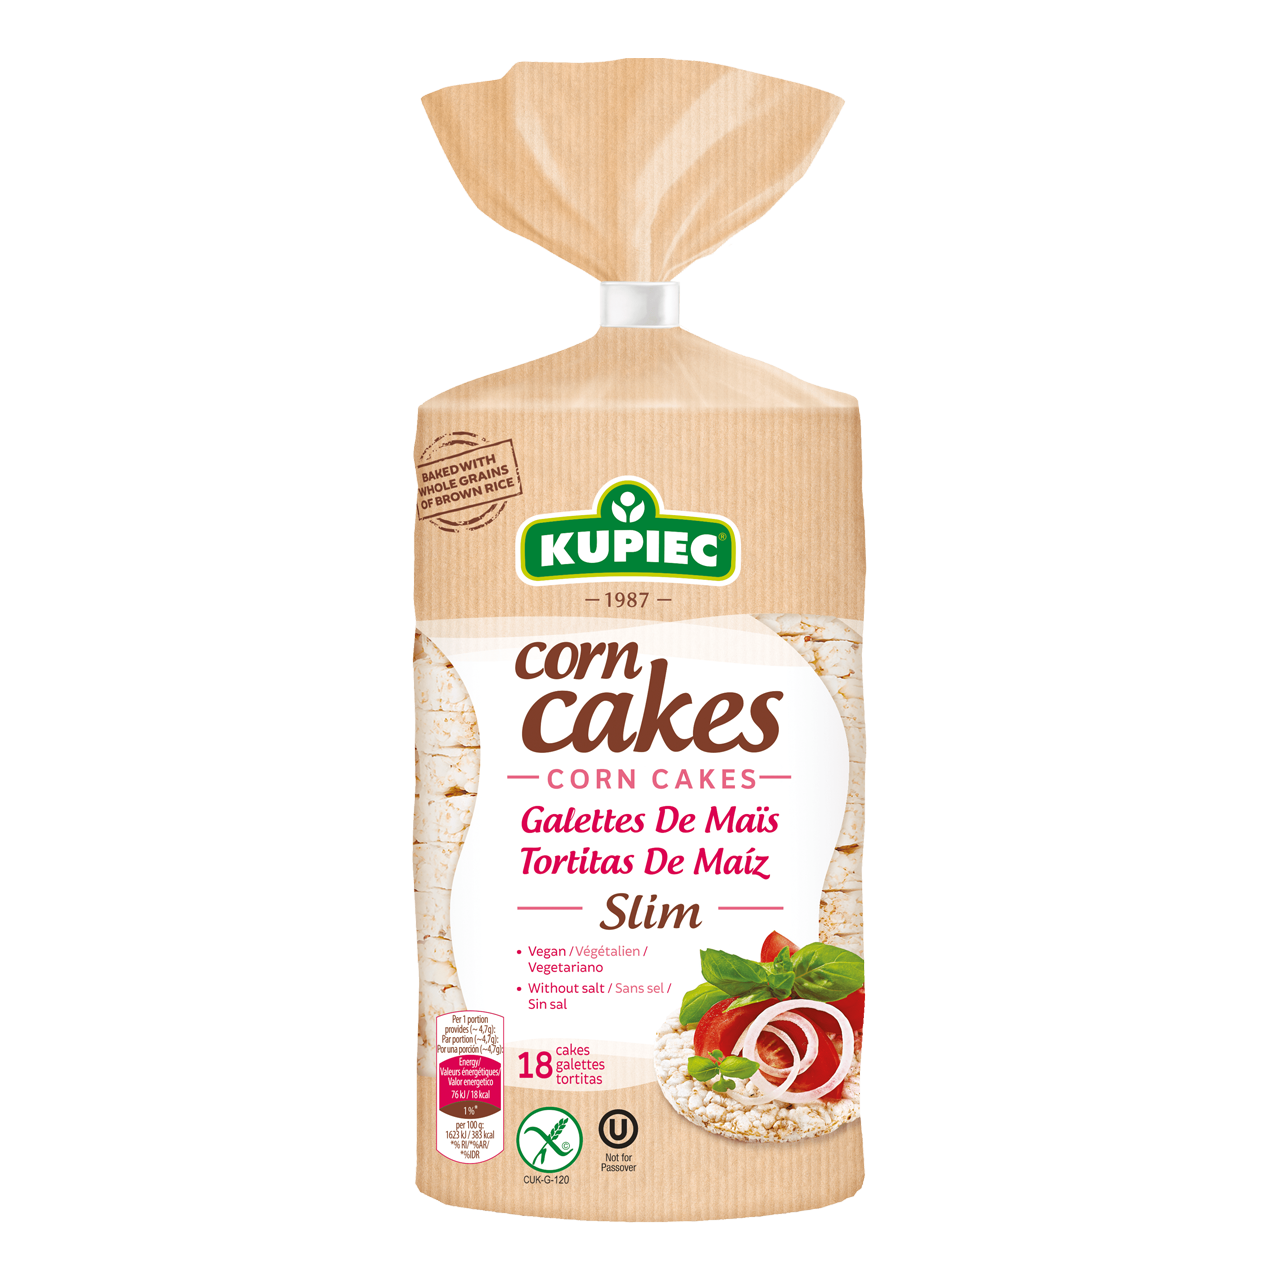 BAKED WITH
WHOLE GRAINS
OF BROWN RICE
KUPIEC®
— 1987 —
corn
cakes
— CORN CAKES —
Galettes De Maïs
Tortitas De Maíz
— Slim —
• Vegan / Végétalien /
Vegetariano
• Without salt / Sans sel /
Sin sal
Per 1 portion
provides (~ 4,7g):
Par portion (~4,7g):
Por una porción (~4,7g):
Energy/
Valeurs énergétiques/
Valor energetico
76 kJ / 18 kcal
1%*
per 100 g:
1623 kJ / 383 kcal
*% RI/*%AR/
*%IDR
18 cakes
galettes
tortitas
©
CUK-G-120
U
Not for
Passover